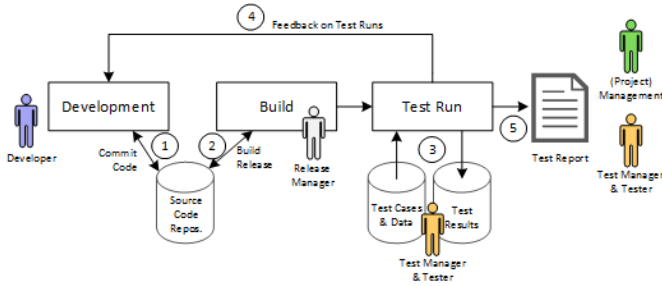 4
Feedback on Test Runs
(Project)
Management
Development
Build
Test Run
5
Developer
Commit
Code
1
2
Build
Release
Release
Manager
3
Test Report
Source
Code
Repos.
Test Cases
& Data
Test
Results
Test Manager
& Tester
Test Manager
& Tester